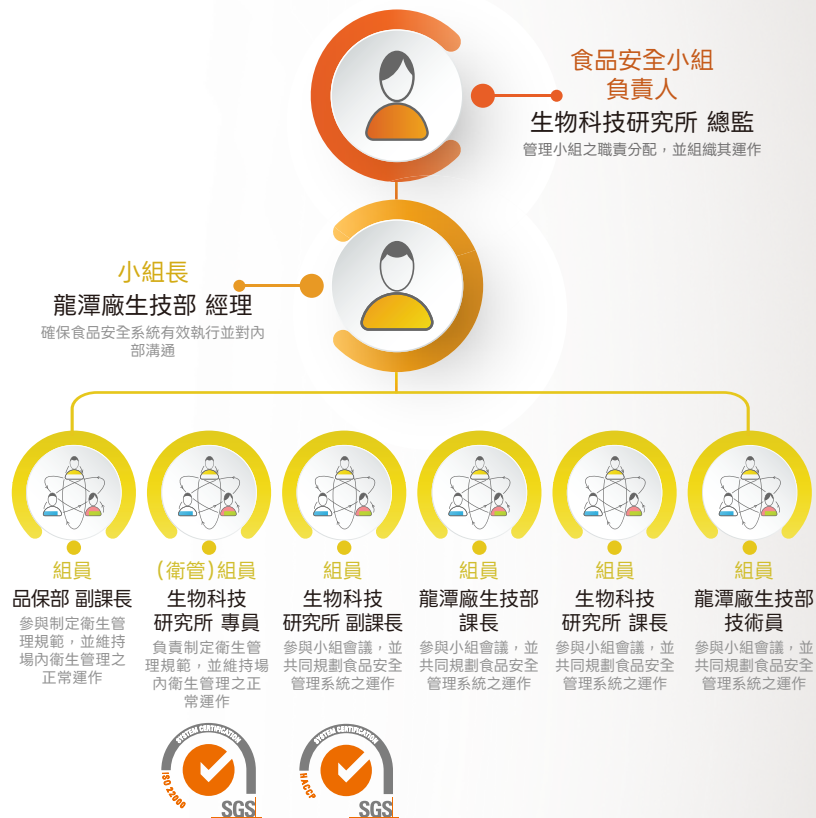 食品安全小組
負責人
生物科技研究所 總監
管理小組之職責分配，並組織其運作
小組長
龍潭廠生技部 經理
確保食品安全系統有效執行並對內
部溝通
組員
品保部 副課長
參與制定衛生管
理規範，並維持
場內衛生管理之
正常運作
(衛管)組員
生物科技
研究所 專員
負責制定衛生管
理規範，並維持場
內衛生管理之正
常運作
組員
生物科技
研究所 副課長
參與小組會議，並
共同規劃食品安全
管理系統之運作
組員
龍潭廠生技部
課長
參與小組會議，並
共同規劃食品安全
管理系統之運作
組員
生物科技
研究所 課長
參與小組會議，並
共同規劃食品安全
管理系統之運作
組員
龍潭廠生技部
技術員
參與小組會議，並
共同規劃食品安全
管理系統之運作
SYSTEM CERTIFICATION
ISO 22000
SGS
SYSTEM CERTIFICATION
HACCP
SGS